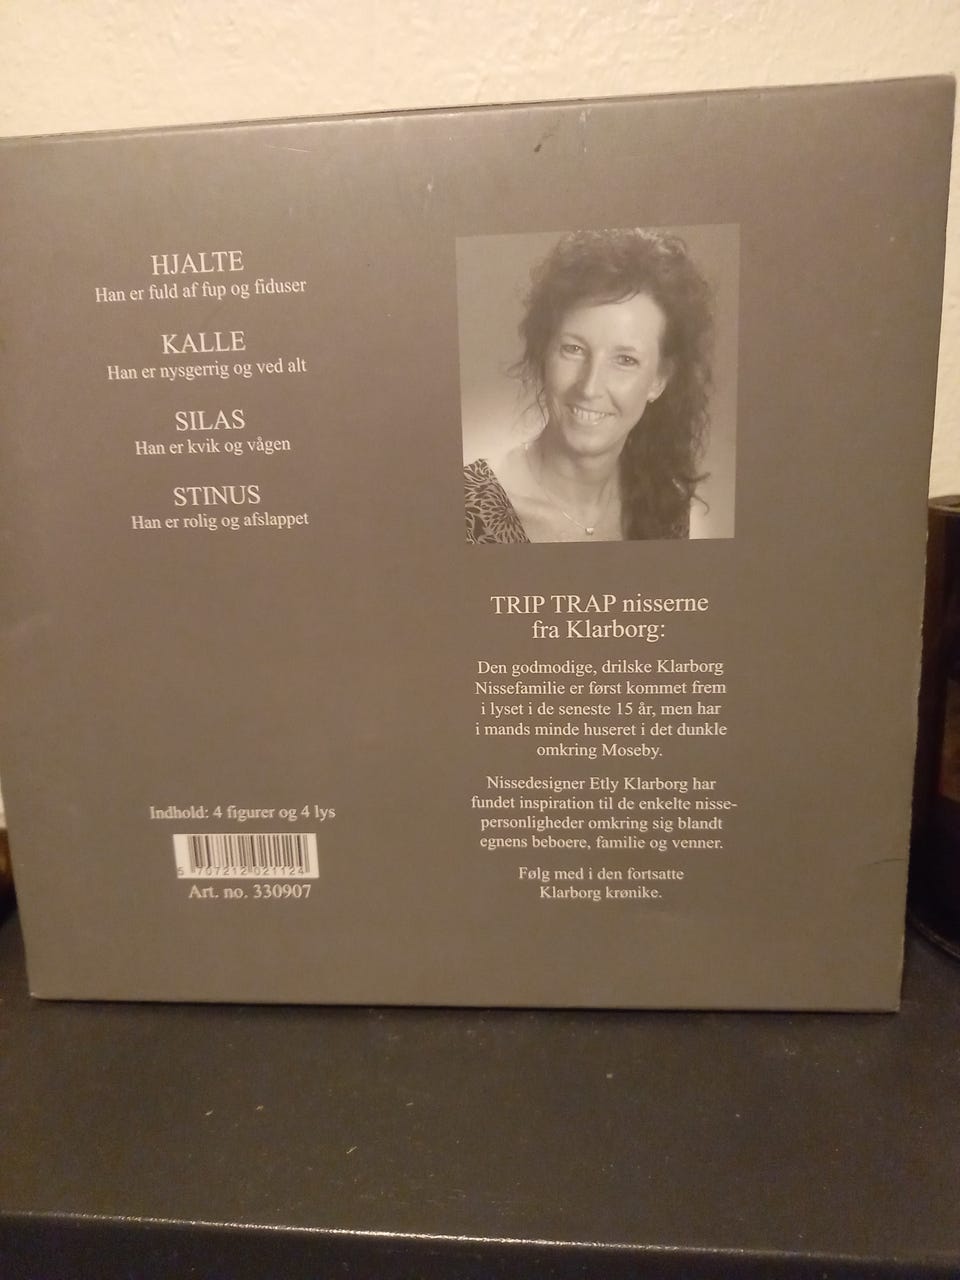 HJALTE
Han er fuld af fup og fiduser
KALLE
Han er nysgerrig og ved alt
SILAS
Han er kvik og vågen
STINUS
Han er rolig og afslappet
Indhold: 4 figurer og 4 lys
5 707212 021124
Art. no. 330907
TRIP TRAP nisserne
fra Klarborg:
Den godmodige, drilske Klarborg
Nissefamilie er først kommet frem
i lyset i de seneste 15 år, men har
i mands minde huseret i det dunkle
omkring Moseby.
Nissedesigner Etly Klarborg har
fundet inspiration til de enkelte nisse-
personligheder omkring sig blandt
egnens beboere, familie og venner.
Følg med i den fortsatte
Klarborg krønike.